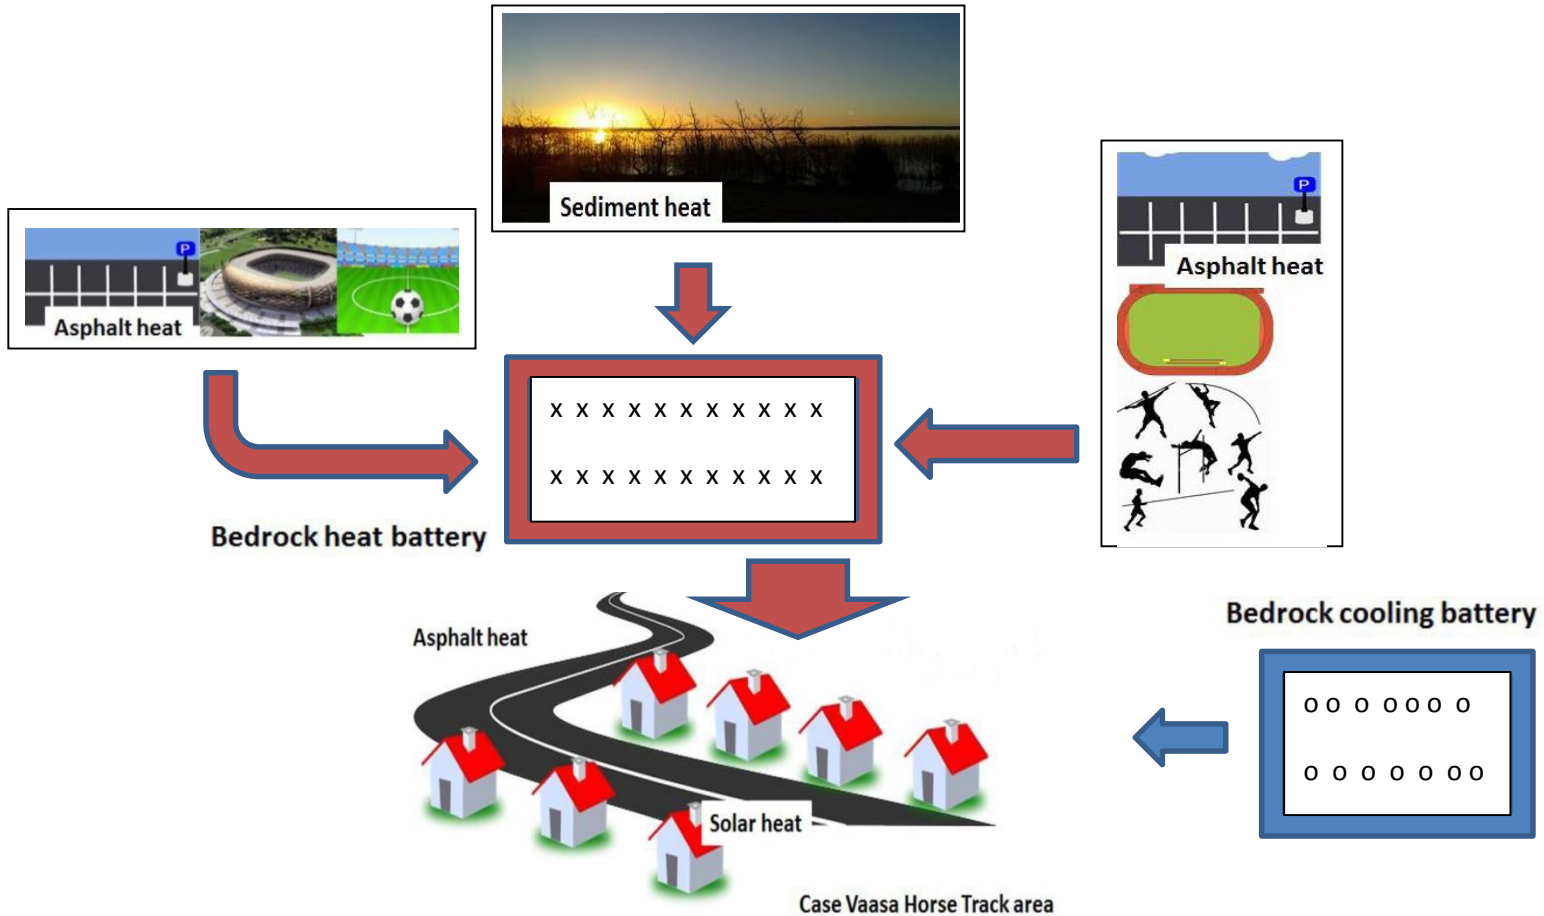 Sediment heat
P
Asphalt heat
P
Asphalt heat
x x x x x x x x x x x
x x x x x x x x x x x
Bedrock heat battery
Asphalt heat
Bedrock cooling battery
o o o o o o o
o o o o o o o
Solar heat
Case Vaasa Horse Track area